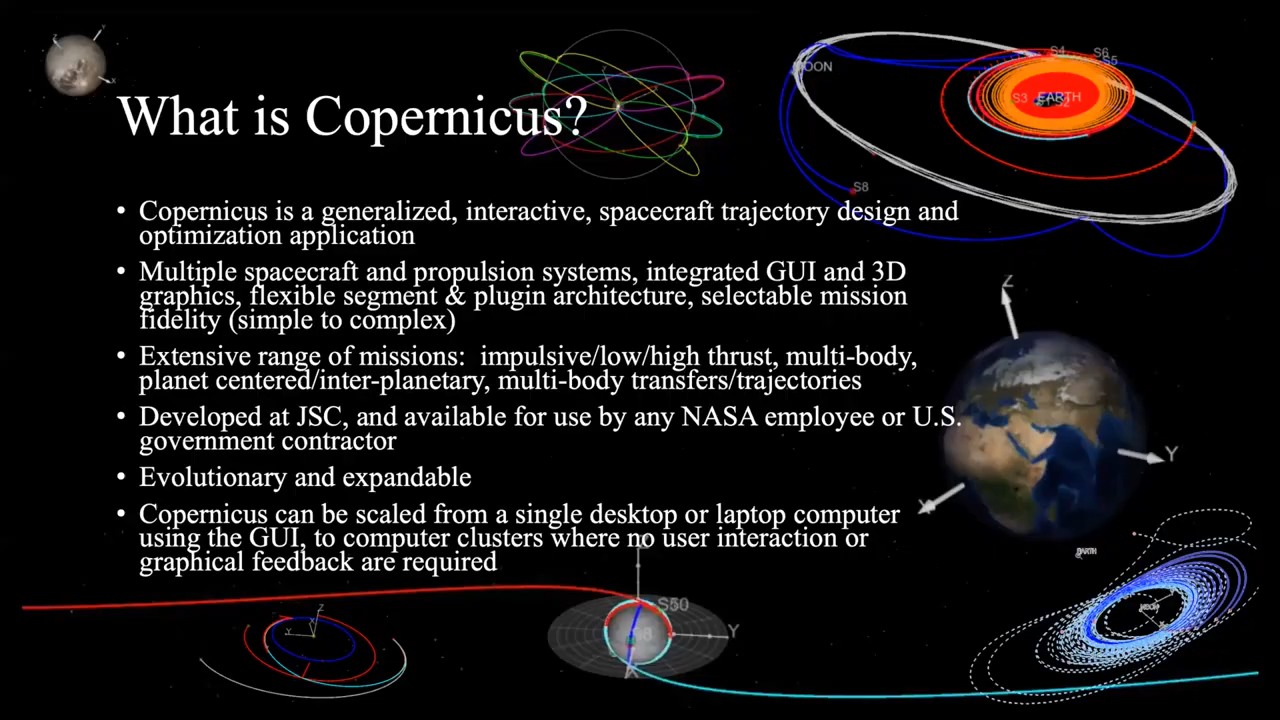 What is Copernicus?
• Copernicus is a generalized, interactive, spacecraft trajectory design and
optimization application
• Multiple spacecraft and propulsion systems, integrated GUI and 3D
graphics, flexible segment & plugin architecture, selectable mission
fidelity (simple to complex)
• Extensive range of missions:  impulsive/low/high thrust, multi-body,
planet centered/inter-planetary, multi-body transfers/trajectories
• Developed at JSC, and available for use by any NASA employee or U.S.
government contractor
• Evolutionary and expandable
• Copernicus can be scaled from a single desktop or laptop computer
using the GUI, to computer clusters where no user interaction or
graphical feedback are required
S4
S6
S5
MOON
S3
EARTH
S8
Z
Y
X
EARTH
MOON
Z
Y
X
S50
Y
X